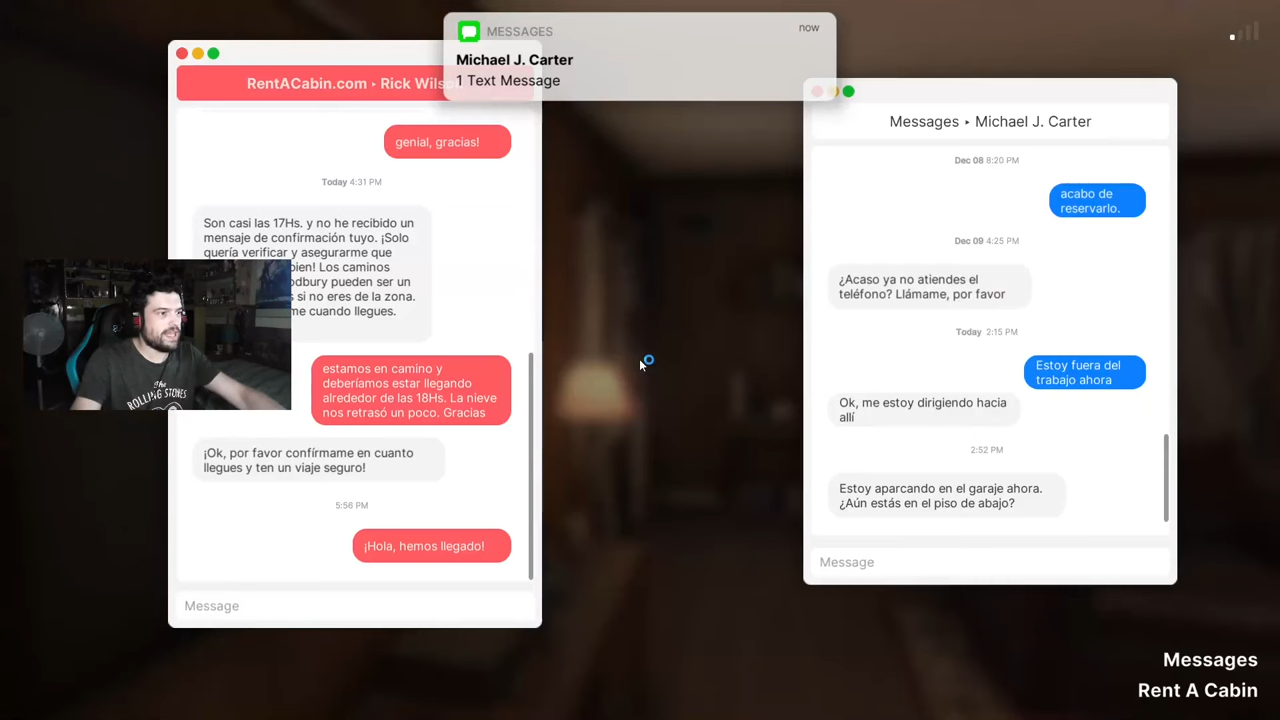 MESSAGES
now
Michael J. Carter
1 Text Message
RentACabin.com ‣ Rick Wils
genial, gracias!
Today 4:31 PM
Son casi las 17Hs. y no he recibido un
mensaje de confirmación tuyo. ¡Solo
quería verificar y asegurarme que
bien! Los caminos
pueden ser un
si no eres de la zona.
cuando llegues.
estamos en camino y
deberíamos estar llegando
alrededor de las 18Hs. La nieve
nos retrasó un poco. Gracias
¡Ok, por favor confírmame en cuanto
llegues y ten un viaje seguro!
5:56 PM
¡Hola, hemos llegado!
Message
Messages ‣ Michael J. Carter
Dec 08 8:20 PM
acabo de
reservarlo.
Dec 09 4:25 PM
¿Acaso ya no atiendes el
teléfono? Llámame, por favor
Today 2:15 PM
Estoy fuera del
trabajo ahora
Ok, me estoy dirigiendo hacia
allí
2:52 PM
Estoy aparcando en el garaje ahora.
¿Aún estás en el piso de abajo?
Message
Messages
Rent A Cabin
The
ROLLING STONES